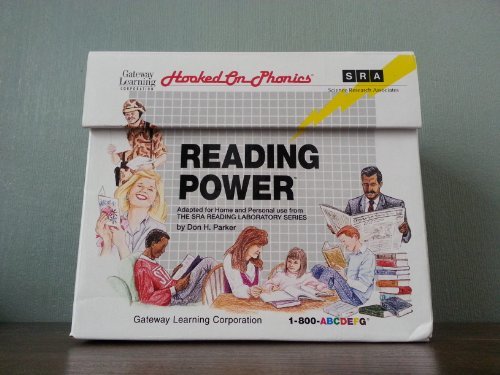 Gateway
Learning
CORPORATION
Hooked On Phonics®
SRA
Science Research Associates
READING
POWER™
Adapted for Home and Personal use from
THE SRA READING LABORATORY SERIES
by Don H. Parker
Gateway Learning Corporation
1-800-ABCDEFG®